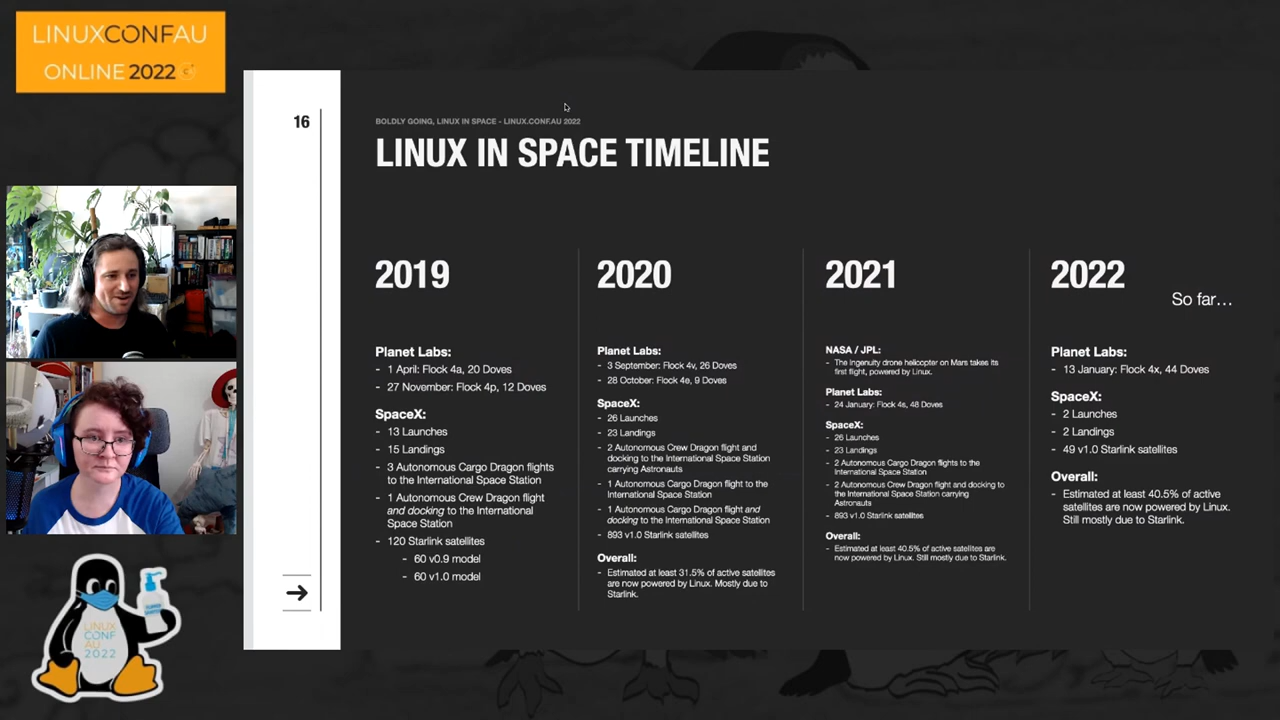 LINUXCONFAU
ONLINE 2022
16
BOLDLY GOING, LINUX IN SPACE - LINUX.CONF.AU 2022
LINUX IN SPACE TIMELINE
2019
Planet Labs:
- 1 April: Flock 4a, 20 Doves
- 27 November: Flock 4p, 12 Doves
SpaceX:
- 13 Launches
- 15 Landings
- 3 Autonomous Cargo Dragon flights
to the International Space Station
- 1 Autonomous Crew Dragon flight
and docking to the International
Space Station
- 120 Starlink satellites
- 60 v0.9 model
- 60 v1.0 model
2020
Planet Labs:
- 3 September: Flock 4v, 26 Doves
- 28 October: Flock 4e, 9 Doves
SpaceX:
- 26 Launches
- 23 Landings
- 2 Autonomous Crew Dragon flight and
docking to the International Space Station
carrying Astronauts
- 1 Autonomous Cargo Dragon flight to the
International Space Station
- 1 Autonomous Cargo Dragon flight and
docking to the International Space Station
- 893 v1.0 Starlink satellites
Overall:
- Estimated at least 31.5% of active satellites
are now powered by Linux. Mostly due to
Starlink.
2021
NASA / JPL:
- The Ingenuity drone helicopter on Mars takes its
first flight, powered by Linux.
Planet Labs:
- 24 January: Flock 4s, 48 Doves
SpaceX:
- 26 Launches
- 23 Landings
- 2 Autonomous Cargo Dragon flights to the
International Space Station
- 2 Autonomous Crew Dragon flight and docking to
the International Space Station carrying
Astronauts
- 893 v1.0 Starlink satellites
Overall:
- Estimated at least 40.5% of active satellites are
now powered by Linux. Still mostly due to Starlink.
2022
So far...
Planet Labs:
- 13 January: Flock 4x, 44 Doves
SpaceX:
- 2 Launches
- 2 Landings
- 49 v1.0 Starlink satellites
Overall:
- Estimated at least 40.5% of active
satellites are now powered by Linux.
Still mostly due to Starlink.
LINUX
CONF
AU
2022